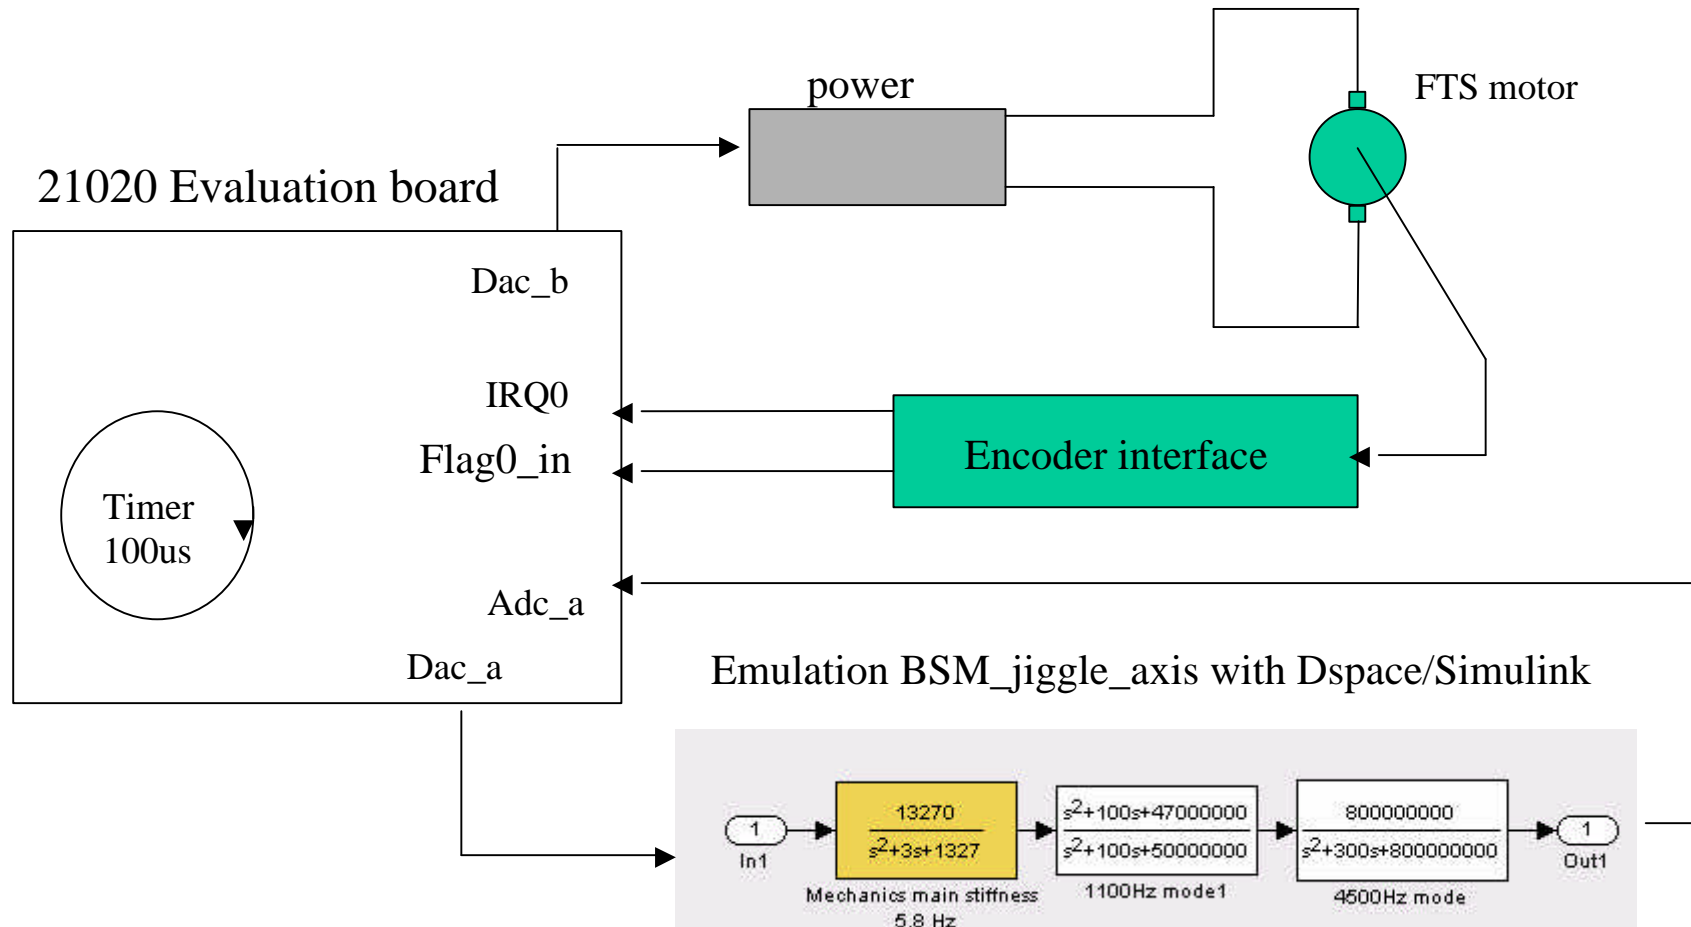 power
FTS motor
21020 Evaluation board
Dac_b
IRQ0
Flag0_in
Encoder interface
Timer
100us
Adc_a
Dac_a
Emulation BSM_jiggle_axis with Dspace/Simulink
1
In1
13270
s²+3s+1327
Mechanics main stiffness
5.8 Hz
s²+100s+47000000
s²+100s+50000000
1100Hz mode1
800000000
s²+300s+800000000
4500Hz mode
1
Out1